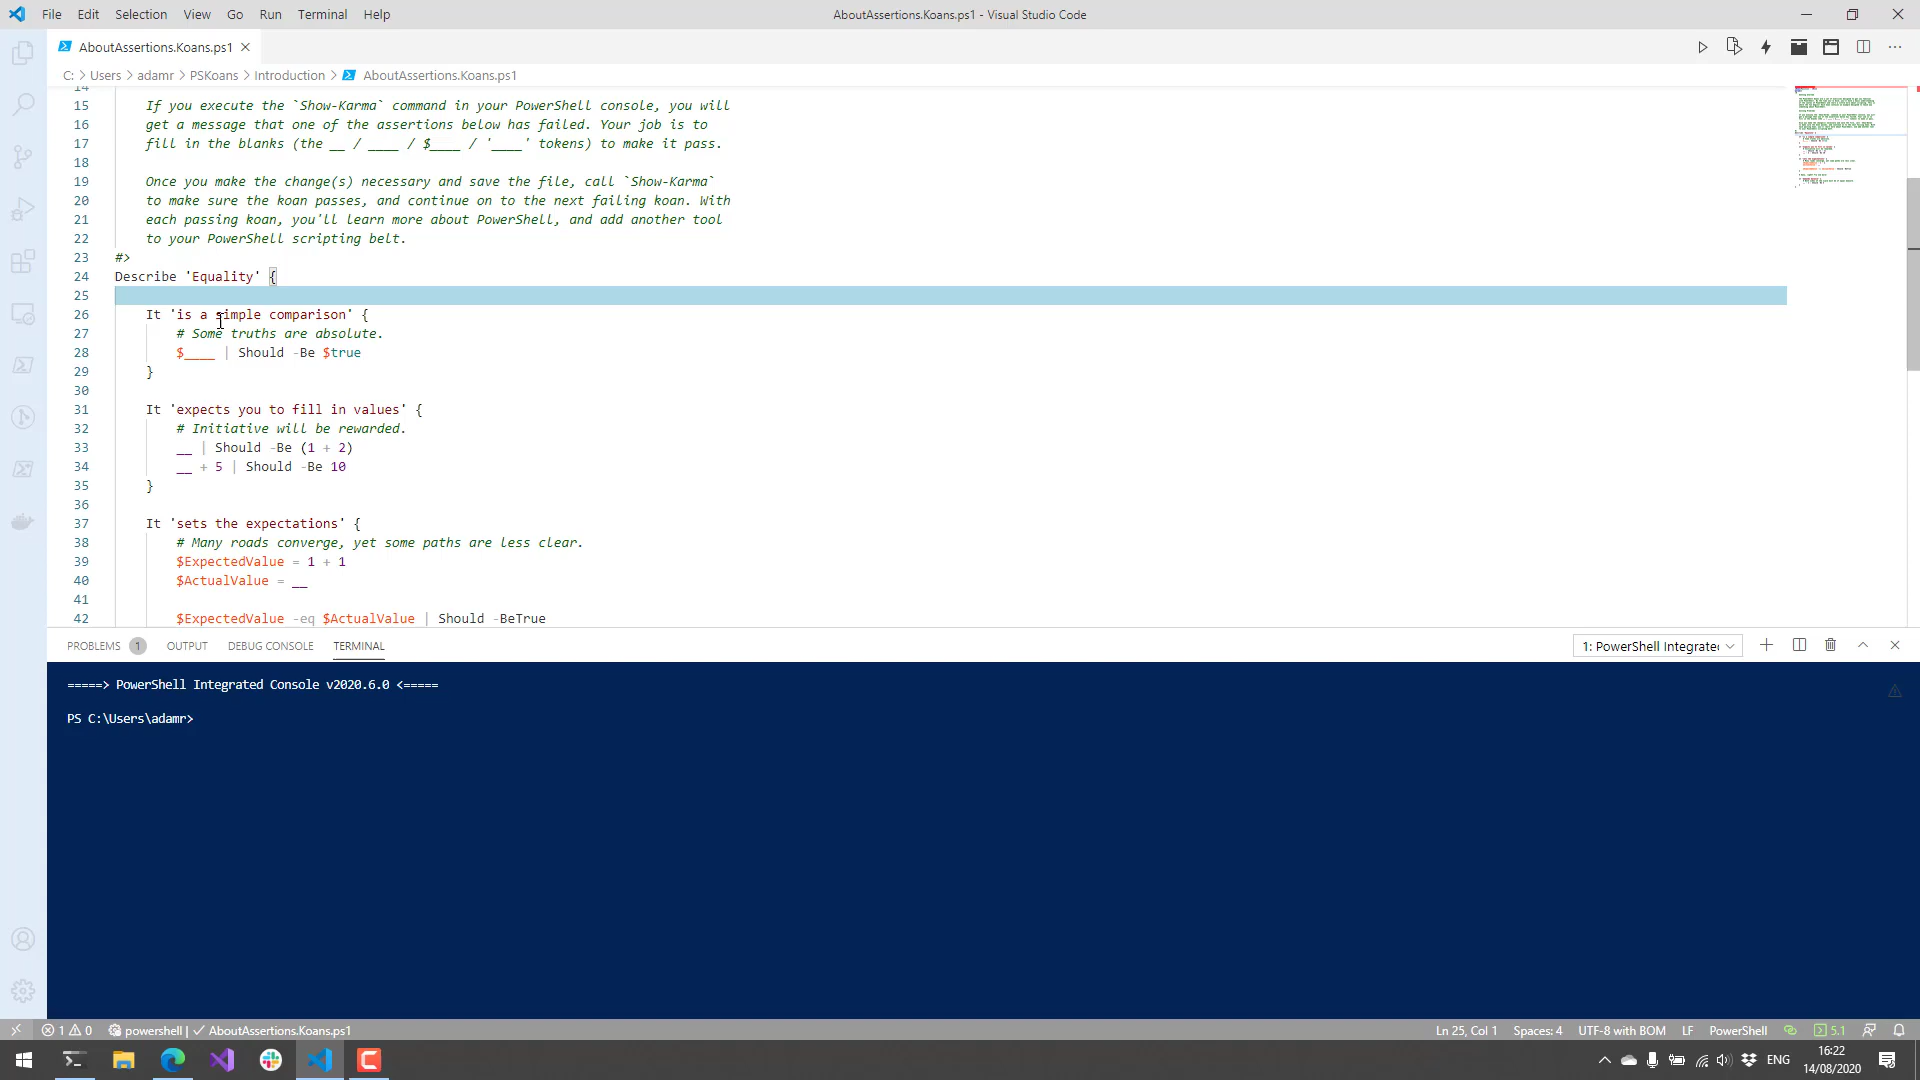 File Edit Selection View Go Run Terminal Help
AboutAssertions.Koans.ps1 - Visual Studio Code
AboutAssertions.Koans.ps1
C: > Users > adamr > PSKoans > Introduction > AboutAssertions.Koans.ps1
14
15 If you execute the `Show-Karma` command in your PowerShell console, you will
16 get a message that one of the assertions below has failed. Your job is to
17 fill in the blanks (the __ / ____ / $____ / '____' tokens) to make it pass.
18
19 Once you make the change(s) necessary and save the file, call `Show-Karma`
20 to make sure the koan passes, and continue on to the next failing koan. With
21 each passing koan, you'll learn more about PowerShell, and add another tool
22 to your PowerShell scripting belt.
23 #>
24 Describe 'Equality' {
25
26 It 'is a simple comparison' {
27 # Some truths are absolute.
28 $____ | Should -Be $true
29 }
30
31 It 'expects you to fill in values' {
32 # Initiative will be rewarded.
33 __ | Should -Be (1 + 2)
34 __ + 5 | Should -Be 10
35 }
36
37 It 'sets the expectations' {
38 # Many roads converge, yet some paths are less clear.
39 $ExpectedValue = 1 + 1
40 $ActualValue = __
41
42 $ExpectedValue -eq $ActualValue | Should -BeTrue
PROBLEMS 1 OUTPUT DEBUG CONSOLE TERMINAL
1: PowerShell Integrate
=====> PowerShell Integrated Console v2020.6.0 <=====
PS C:\Users\adamr>
1 0 powershell | AboutAssertions.Koans.ps1
Ln 25, Col 1 Spaces: 4 UTF-8 with BOM LF PowerShell 5.1
ENG
16:22
14/08/2020